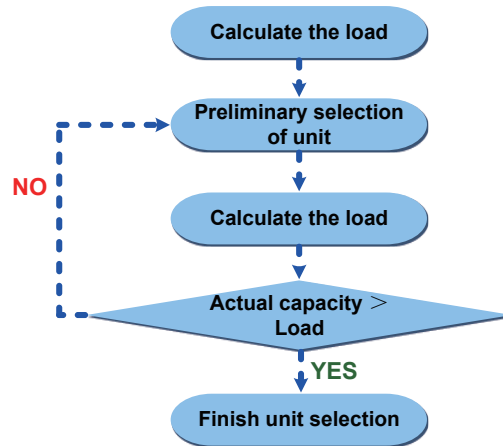 Calculate the load
Preliminary selection
of unit
NO
Calculate the load
Actual capacity ＞
Load
YES
Finish unit selection